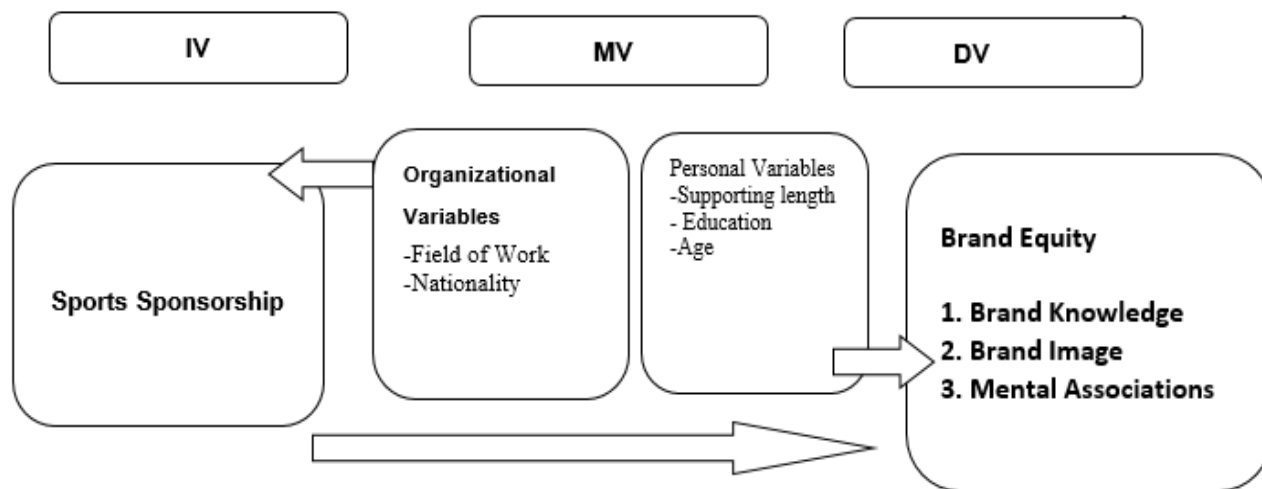 IV
MV
DV
Sports Sponsorship
Organizational
Variables
-Field of Work
-Nationality
Personal Variables
-Supporting length
- Education
-Age
Brand Equity
1. Brand Knowledge
2. Brand Image
3. Mental Associations